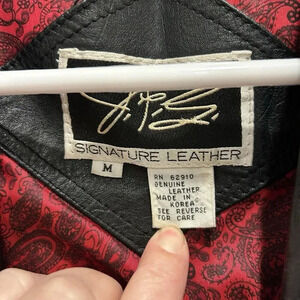 J.P.S.
SIGNATURE LEATHER
M
RN 62910
GENUINE
LEATHER
MADE IN
KOREA
SEE REVERSE
FOR CARE